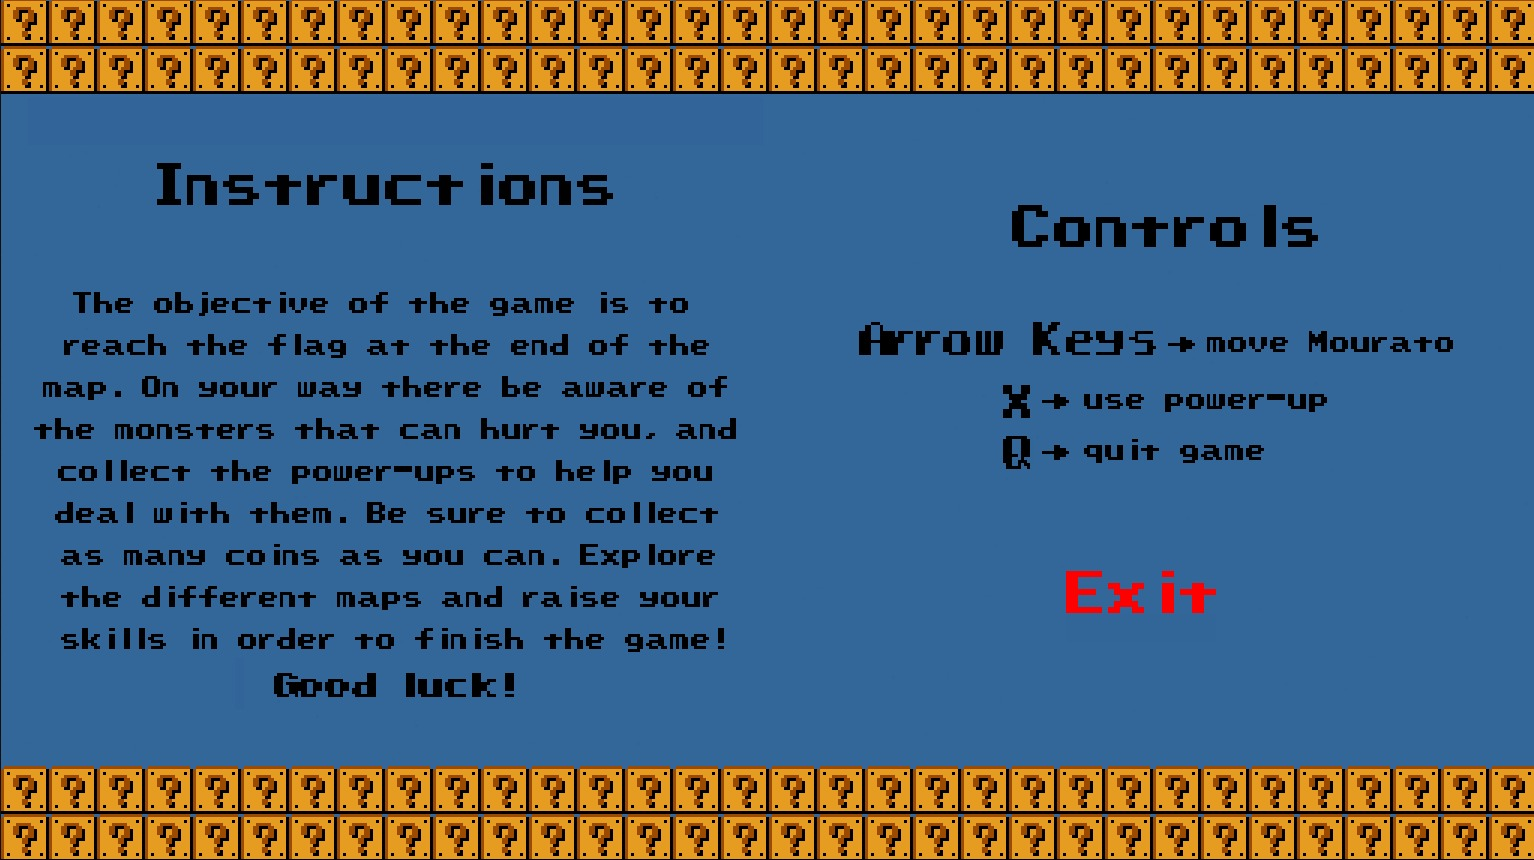 Instructions
The objective of the game is to
reach the flag at the end of the
map. On your way there be aware of
the monsters that can hurt you, and
collect the power-ups to help you
deal with them. Be sure to collect
as many coins as you can. Explore
the different maps and raise your
skills in order to finish the game!
Good luck!
Controls
Arrow Keys → move Mourato
X → use power-up
Q → quit game
Exit